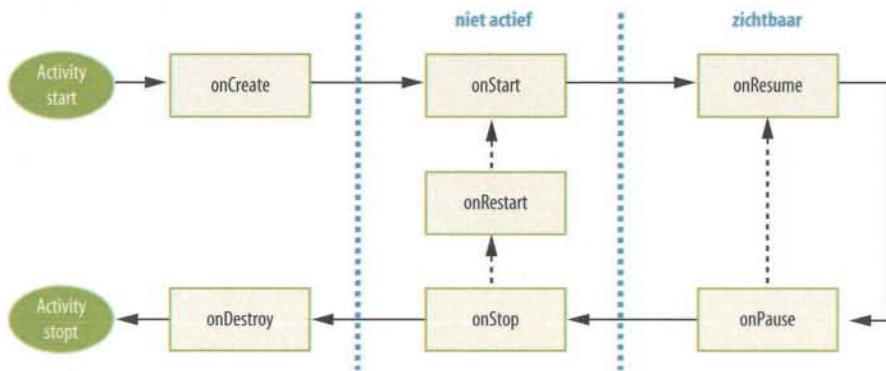 niet actief
zichtbaar
Activity
start
onCreate
onStart
onResume
onRestart
Activity
stopt
onDestroy
onStop
onPause